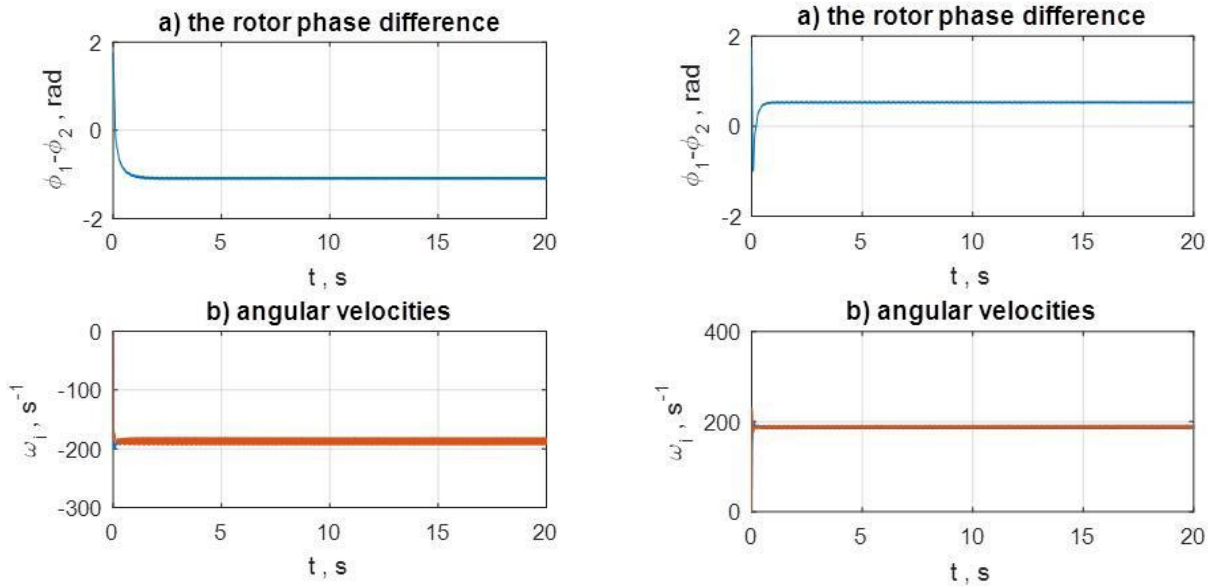 a) the rotor phase difference
2
0
-2
ϕ₁-ϕ₂ , rad
0 5 10 15 20
t , s
b) angular velocities
0
-100
-200
-300
ωᵢ , s⁻¹
0 5 10 15 20
t , s
a) the rotor phase difference
2
0
-2
ϕ₁-ϕ₂ , rad
0 5 10 15 20
t , s
b) angular velocities
400
200
0
ωᵢ , s⁻¹
0 5 10 15 20
t , s